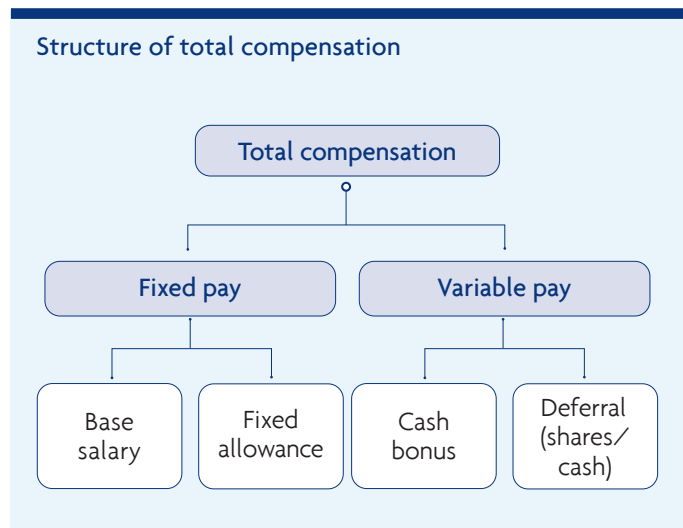 Structure of total compensation
Total compensation
Fixed pay
Variable pay
Base
salary
Fixed
allowance
Cash
bonus
Deferral
(shares/
cash)